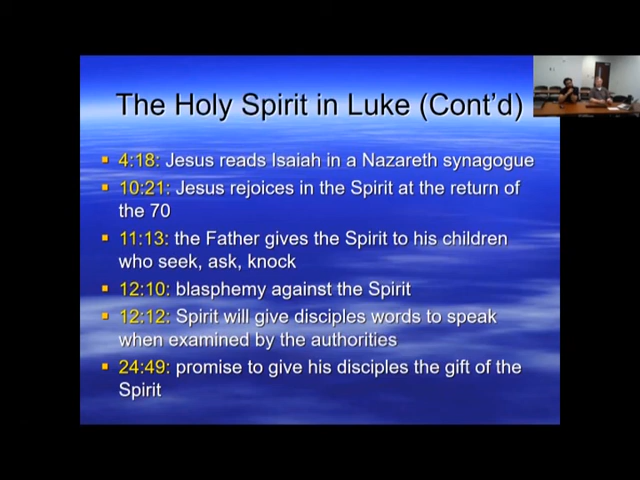 The Holy Spirit in Luke (Cont'd)
4:18: Jesus reads Isaiah in a Nazareth synagogue
10:21: Jesus rejoices in the Spirit at the return of
the 70
11:13: the Father gives the Spirit to his children
who seek, ask, knock
12:10: blasphemy against the Spirit
12:12: Spirit will give disciples words to speak
when examined by the authorities
24:49: promise to give his disciples the gift of the
Spirit